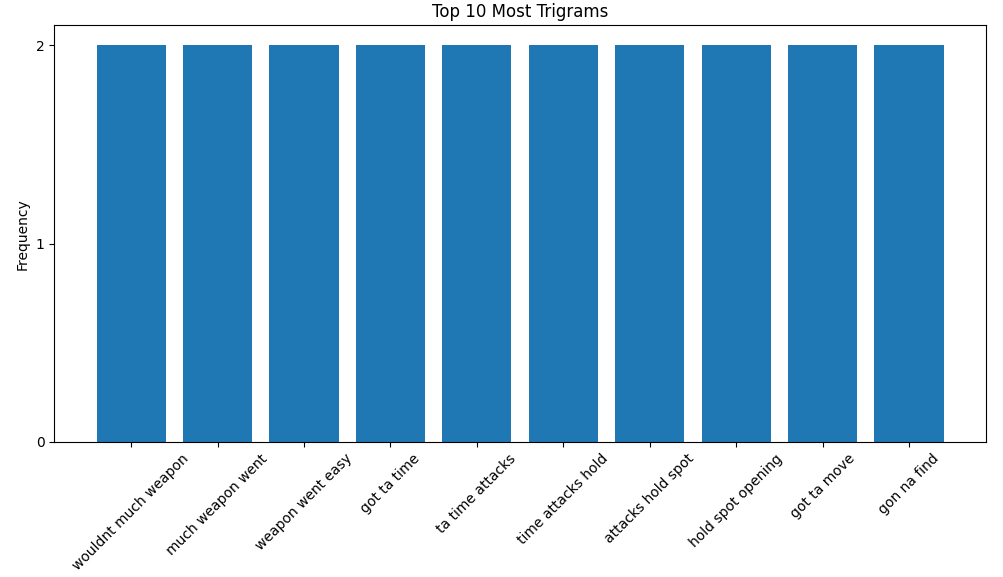 Top 10 Most Trigrams
Frequency
2
1
0
wouldnt much weapon
much weapon went
weapon went easy
got ta time
ta time attacks
time attacks hold
attacks hold spot
hold spot opening
got ta move
gon na find